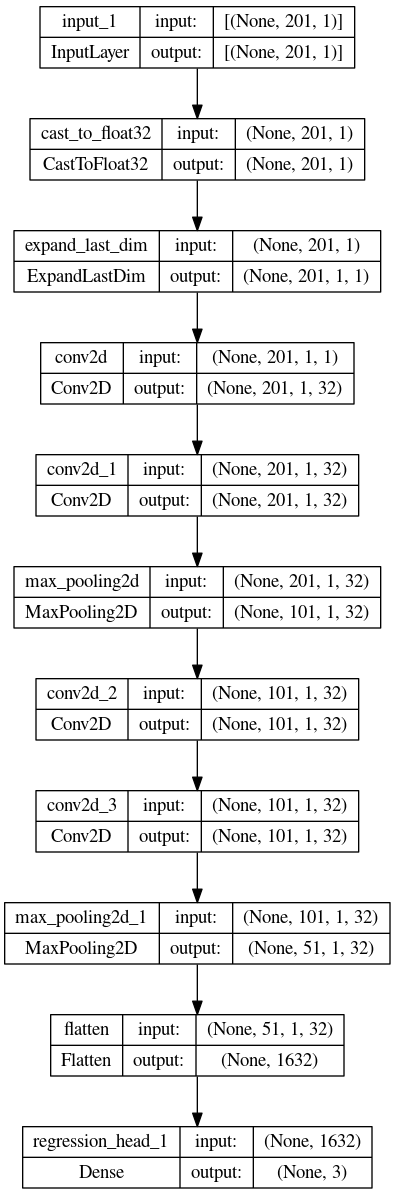 input_1 input: [(None, 201, 1)]
InputLayer output: [(None, 201, 1)]
cast_to_float32 input: (None, 201, 1)
CastToFloat32 output: (None, 201, 1)
expand_last_dim input: (None, 201, 1)
ExpandLastDim output: (None, 201, 1, 1)
conv2d input: (None, 201, 1, 1)
Conv2D output: (None, 201, 1, 32)
conv2d_1 input: (None, 201, 1, 32)
Conv2D output: (None, 201, 1, 32)
max_pooling2d input: (None, 201, 1, 32)
MaxPooling2D output: (None, 101, 1, 32)
conv2d_2 input: (None, 101, 1, 32)
Conv2D output: (None, 101, 1, 32)
conv2d_3 input: (None, 101, 1, 32)
Conv2D output: (None, 101, 1, 32)
max_pooling2d_1 input: (None, 101, 1, 32)
MaxPooling2D output: (None, 51, 1, 32)
flatten input: (None, 51, 1, 32)
Flatten output: (None, 1632)
regression_head_1 input: (None, 1632)
Dense output: (None, 3)